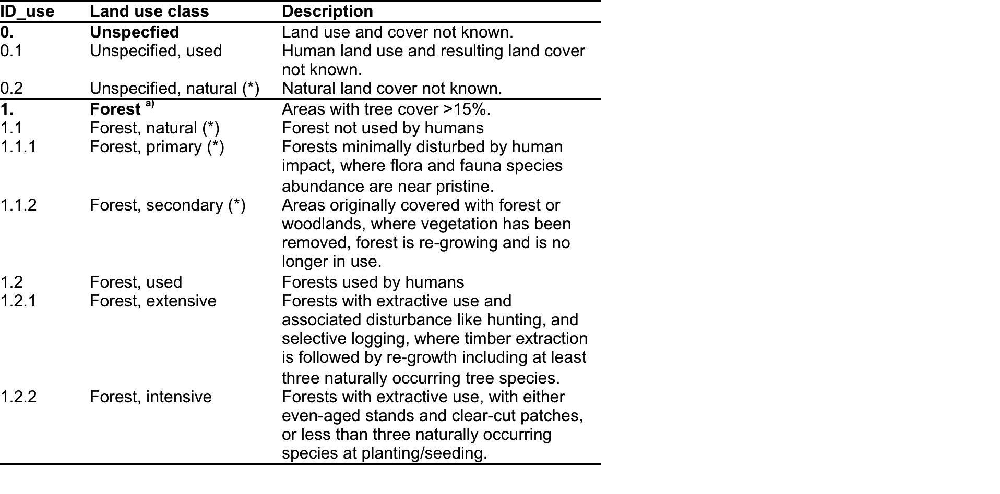 ID_use Land use class Description
0. Unspecfied Land use and cover not known.
0.1 Unspecified, used Human land use and resulting land cover
not known.
0.2 Unspecified, natural (*) Natural land cover not known.
1. Forest a) Areas with tree cover >15%.
1.1 Forest, natural (*) Forest not used by humans
1.1.1 Forest, primary (*) Forests minimally disturbed by human
impact, where flora and fauna species
abundance are near pristine.
1.1.2 Forest, secondary (*) Areas originally covered with forest or
woodlands, where vegetation has been
removed, forest is re-growing and is no
longer in use.
1.2 Forest, used Forests used by humans
1.2.1 Forest, extensive Forests with extractive use and
associated disturbance like hunting, and
selective logging, where timber extraction
is followed by re-growth including at least
three naturally occurring tree species.
1.2.2 Forest, intensive Forests with extractive use, with either
even-aged stands and clear-cut patches,
or less than three naturally occurring
species at planting/seeding.